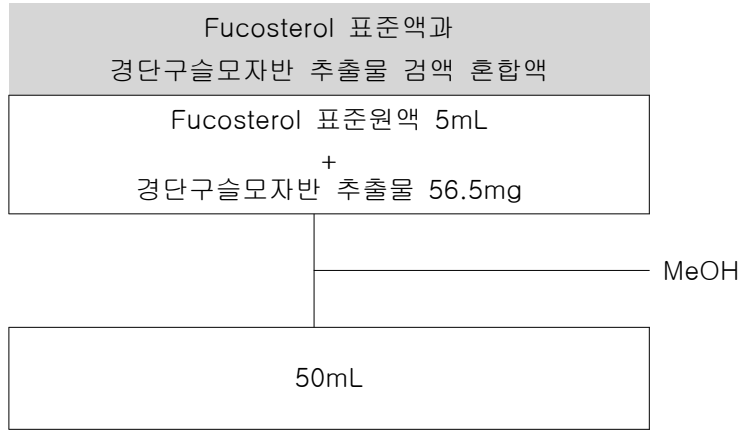 Fucosterol 표준액과
경단구슬모자반 추출물 검액 혼합액
Fucosterol 표준원액 5mL
+
경단구슬모자반 추출물 56.5mg
MeOH
50mL